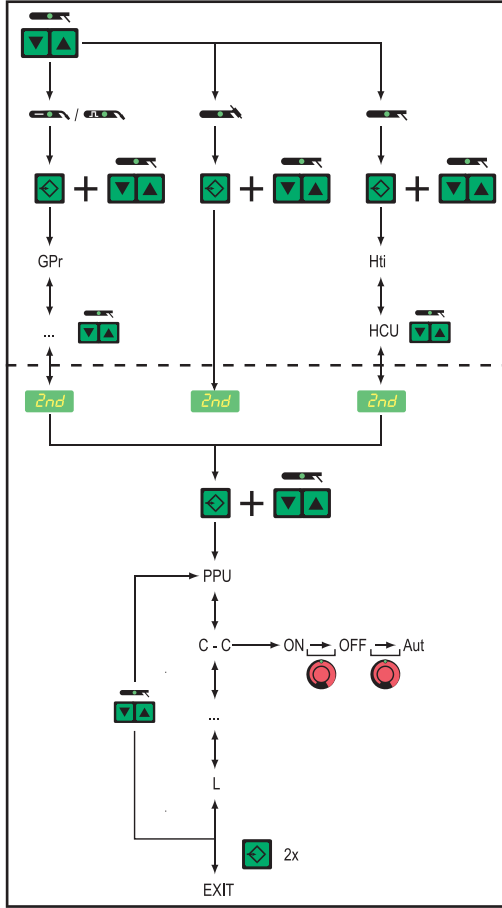 /
+ + +
GPr Hti
... HCU
2nd 2nd 2nd
+
PPU
C - C ON OFF Aut
...
L
2x
EXIT